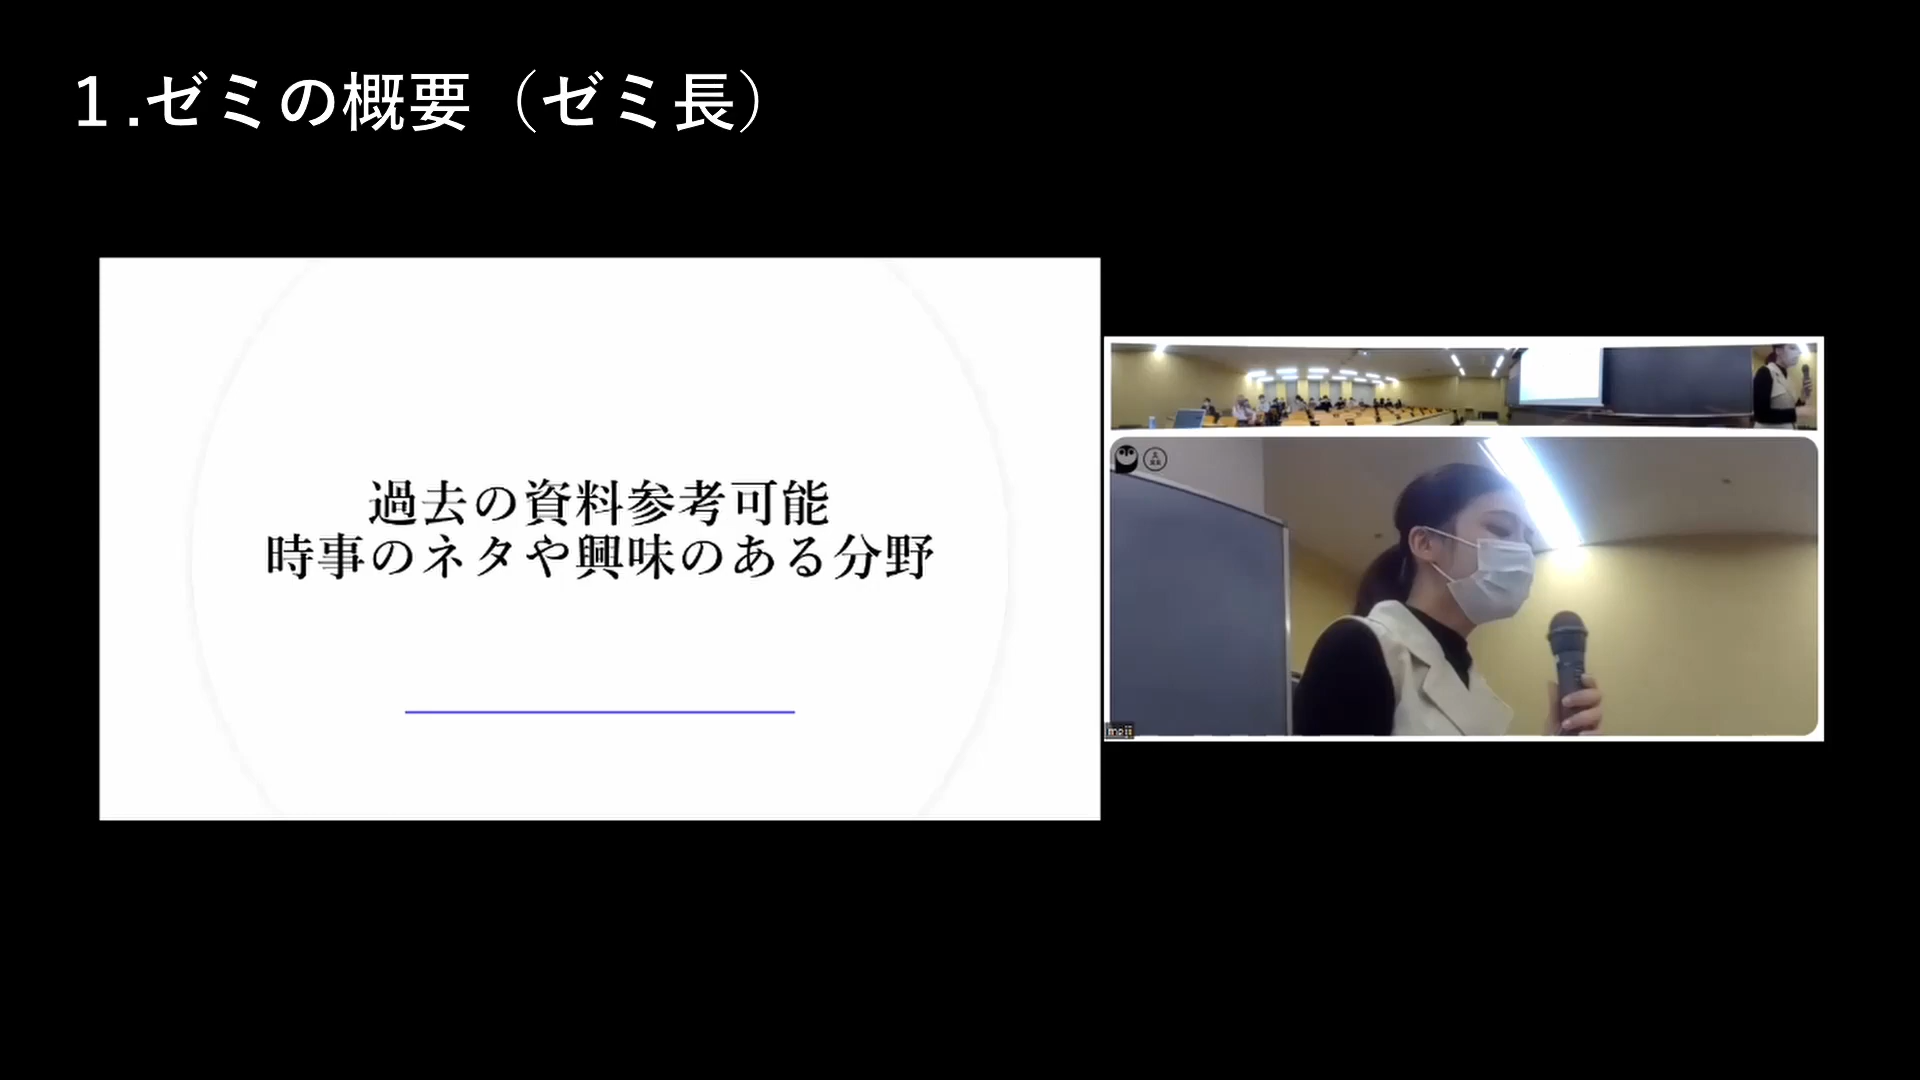 １.ゼミの概要（ゼミ長）
過去の資料参考可能
時事のネタや興味のある分野